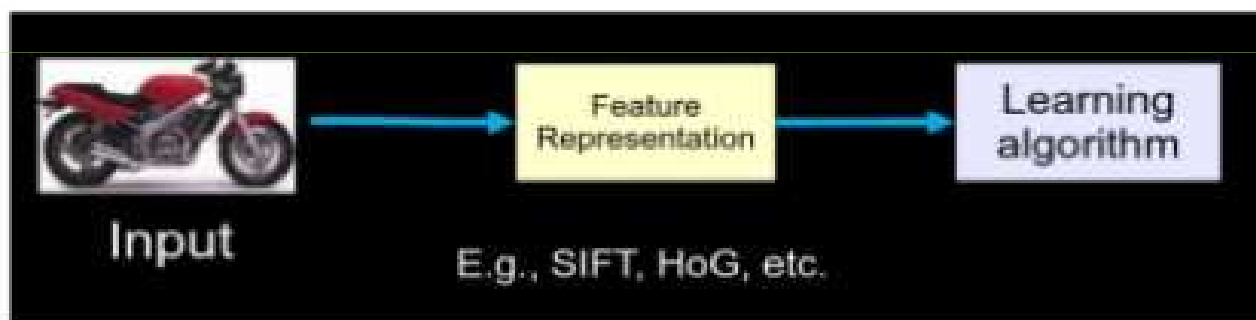 Input
Feature
Representation
E.g., SIFT, HoG, etc.
Learning
algorithm